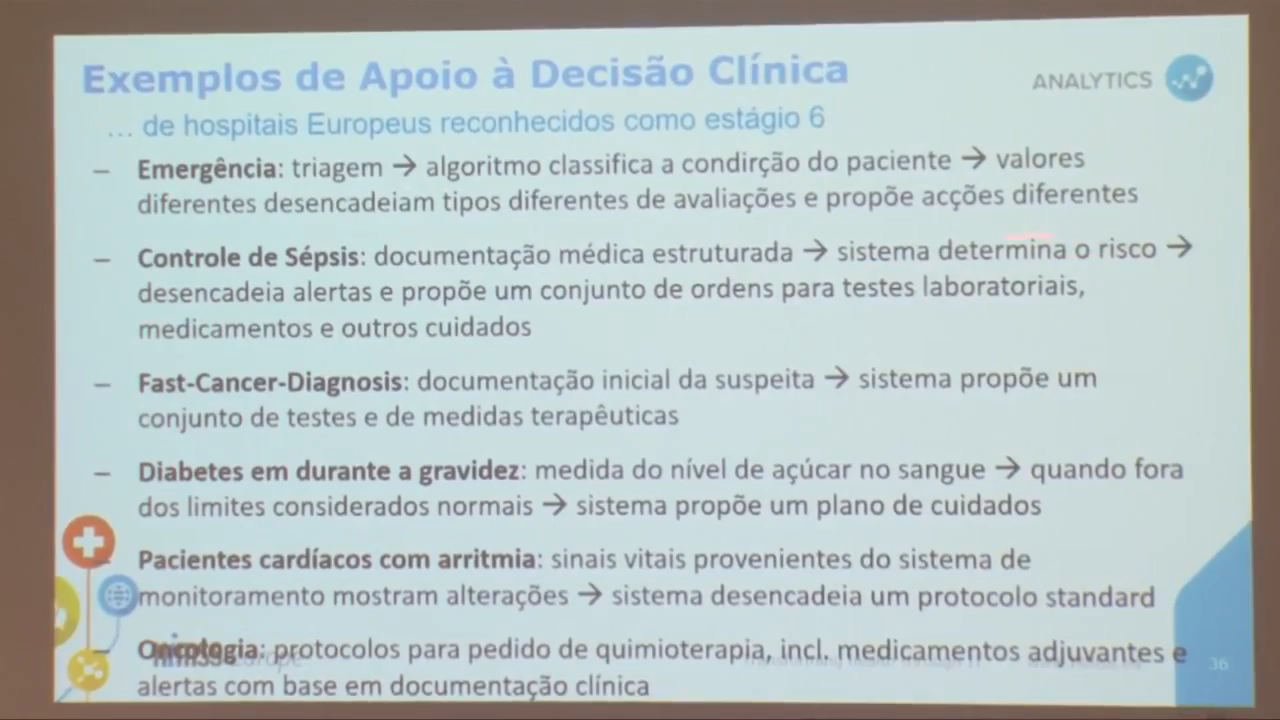 Exemplos de Apoio à Decisão Clínica
ANALYTICS
... de hospitais Europeus reconhecidos como estágio 6
– Emergência: triagem → algoritmo classifica a condirção do paciente → valores
diferentes desencadeiam tipos diferentes de avaliações e propõe acções diferentes
– Controle de Sépsis: documentação médica estruturada → sistema determina o risco →
desencadeia alertas e propõe um conjunto de ordens para testes laboratoriais,
medicamentos e outros cuidados
– Fast-Cancer-Diagnosis: documentação inicial da suspeita → sistema propõe um
conjunto de testes e de medidas terapêuticas
– Diabetes em durante a gravidez: medida do nível de açúcar no sangue → quando fora
dos limites considerados normais → sistema propõe um plano de cuidados
– Pacientes cardíacos com arritmia: sinais vitais provenientes do sistema de
monitoramento mostram alterações → sistema desencadeia um protocolo standard
– Oncologia: protocolos para pedido de quimioterapia, incl. medicamentos adjuvantes e
alertas com base em documentação clínica
36